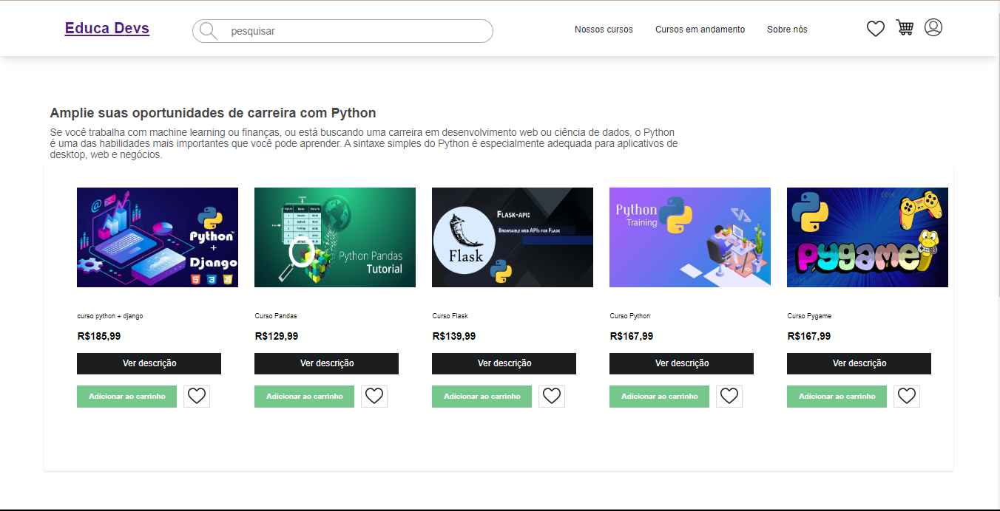 Educa Devs
pesquisar
Nossos cursos
Cursos em andamento
Sobre nós
Amplie suas oportunidades de carreira com Python
Se você trabalha com machine learning ou finanças, ou está buscando uma carreira em desenvolvimento web ou ciência de dados, o Python
é uma das habilidades mais importantes que você pode aprender. A sintaxe simples do Python é especialmente adequada para aplicativos de
desktop, web e negócios.
Python™
+
Django
5 3 JS
Python Pandas
Tutorial
Flask
FLASK-API:
BROWSABLE WEB APIS FOR FLASK
Python
Training
</>
Pygame
curso python + django
Curso Pandas
Curso Flask
Curso Python
Curso Pygame
R$185,99
R$129,99
R$139,99
R$167,99
R$167,99
Ver descrição
Ver descrição
Ver descrição
Ver descrição
Ver descrição
Adicionar ao carrinho
Adicionar ao carrinho
Adicionar ao carrinho
Adicionar ao carrinho
Adicionar ao carrinho